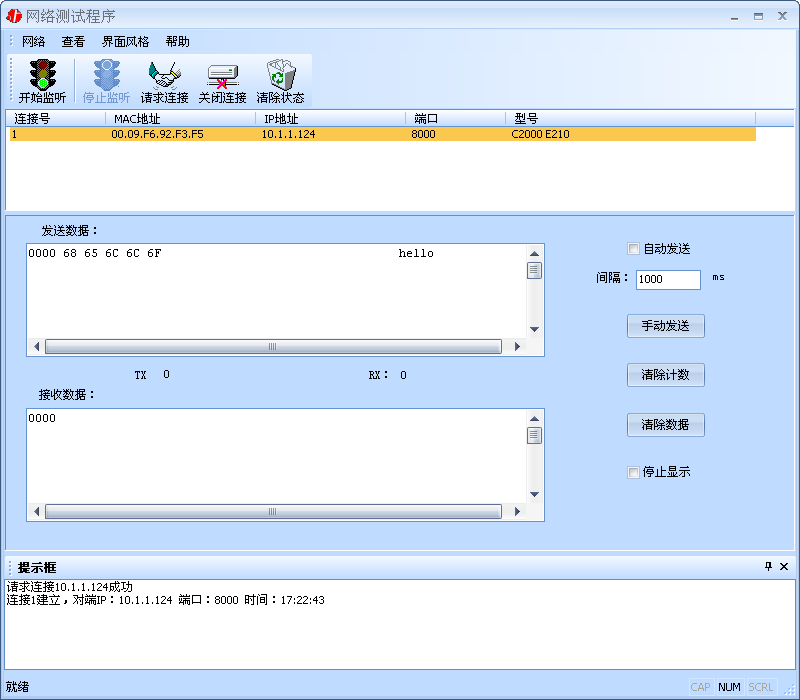 网络测试程序
网络 查看 界面风格 帮助
开始监听 停止监听 请求连接 关闭连接 清除状态
连接号 MAC地址 IP地址 端口 型号
1 00.09.F6.92.F3.F5 10.1.1.124 8000 C2000 E210
发送数据：
0000 68 65 6C 6C 6F hello
自动发送
间隔： 1000 ms
手动发送
TX 0 RX： 0
清除计数
接收数据：
0000
清除数据
停止显示
提示框
请求连接10.1.1.124成功
连接1建立，对端IP：10.1.1.124 端口：8000 时间：17:22:43
就绪 CAP NUM SCRL